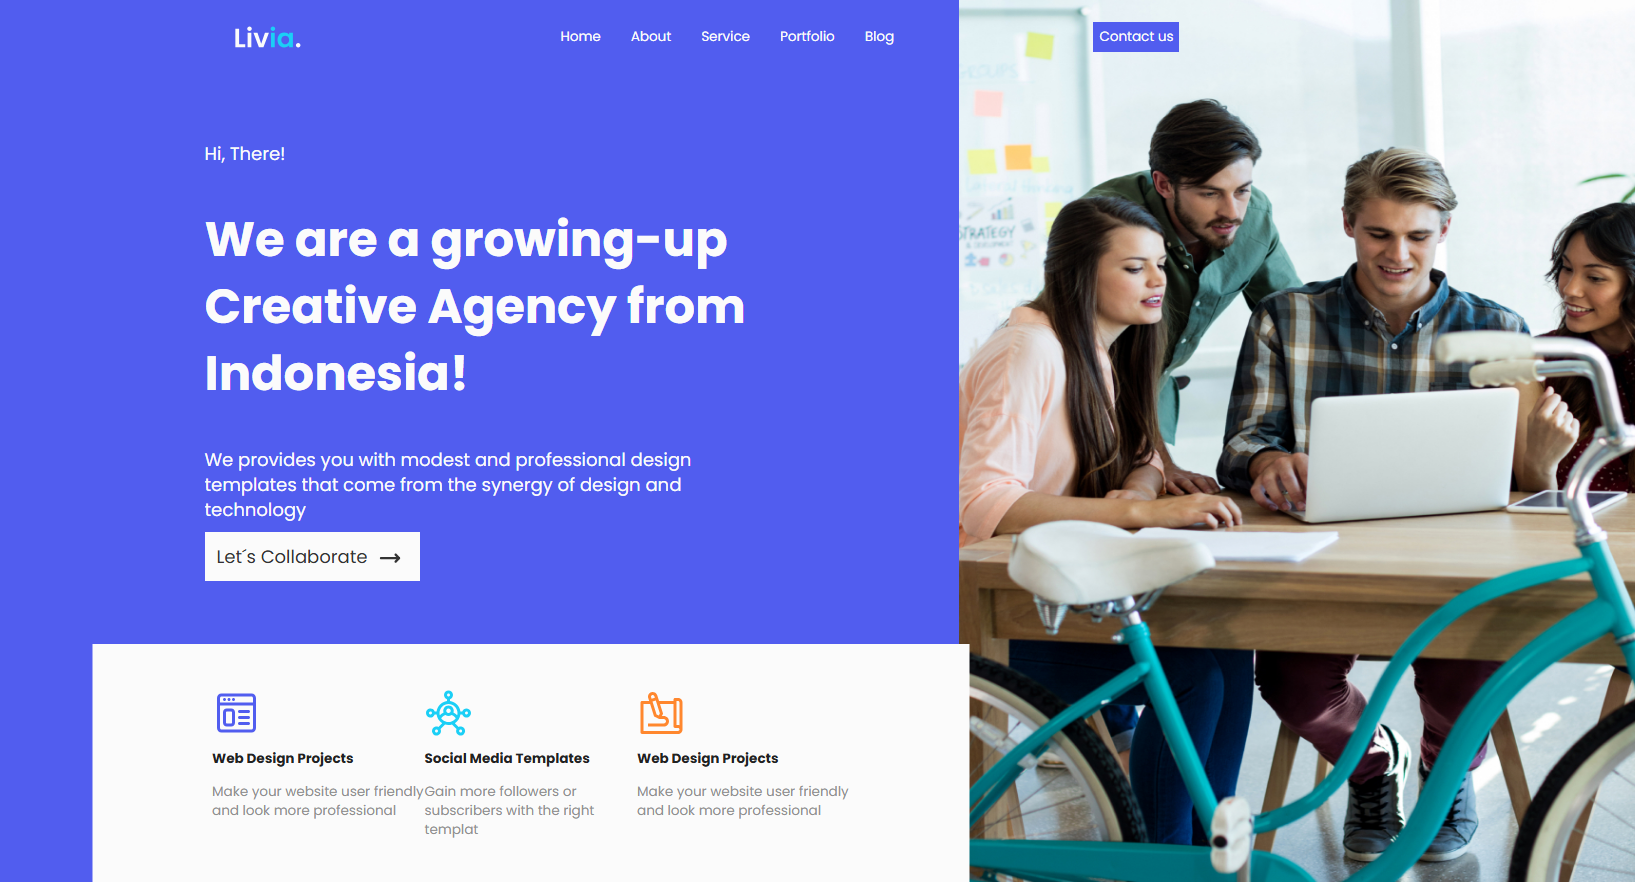 Livia.
Home About Service Portfolio Blog
Contact us
Hi, There!
We are a growing-up
Creative Agency from
Indonesia!
We provides you with modest and professional design
templates that come from the synergy of design and
technology
Let´s Collaborate →
Web Design Projects
Make your website user friendly
and look more professional
Social Media Templates
Gain more followers or
subscribers with the right
templat
Web Design Projects
Make your website user friendly
and look more professional
STRATEGY